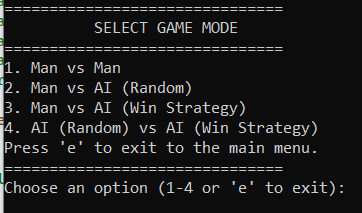 ===============================
SELECT GAME MODE
===============================
1. Man vs Man
2. Man vs AI (Random)
3. Man vs AI (Win Strategy)
4. AI (Random) vs AI (Win Strategy)
Press 'e' to exit to the main menu.
===============================
Choose an option (1-4 or 'e' to exit):